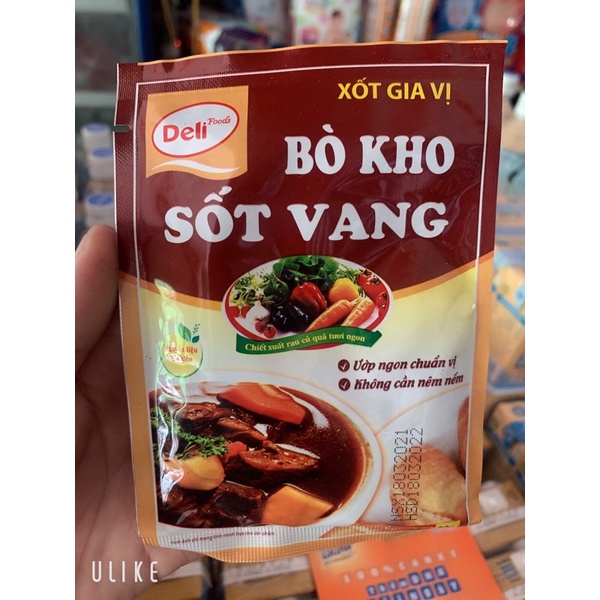 XỐT GIA VỊ
Deli Foods
BÒ KHO
SỐT VANG
Chiết xuất rau củ quả tươi ngon
Ướp ngon chuẩn vị
Không cần nêm nếm
NSX18032021
HSD18032022
ULIKE